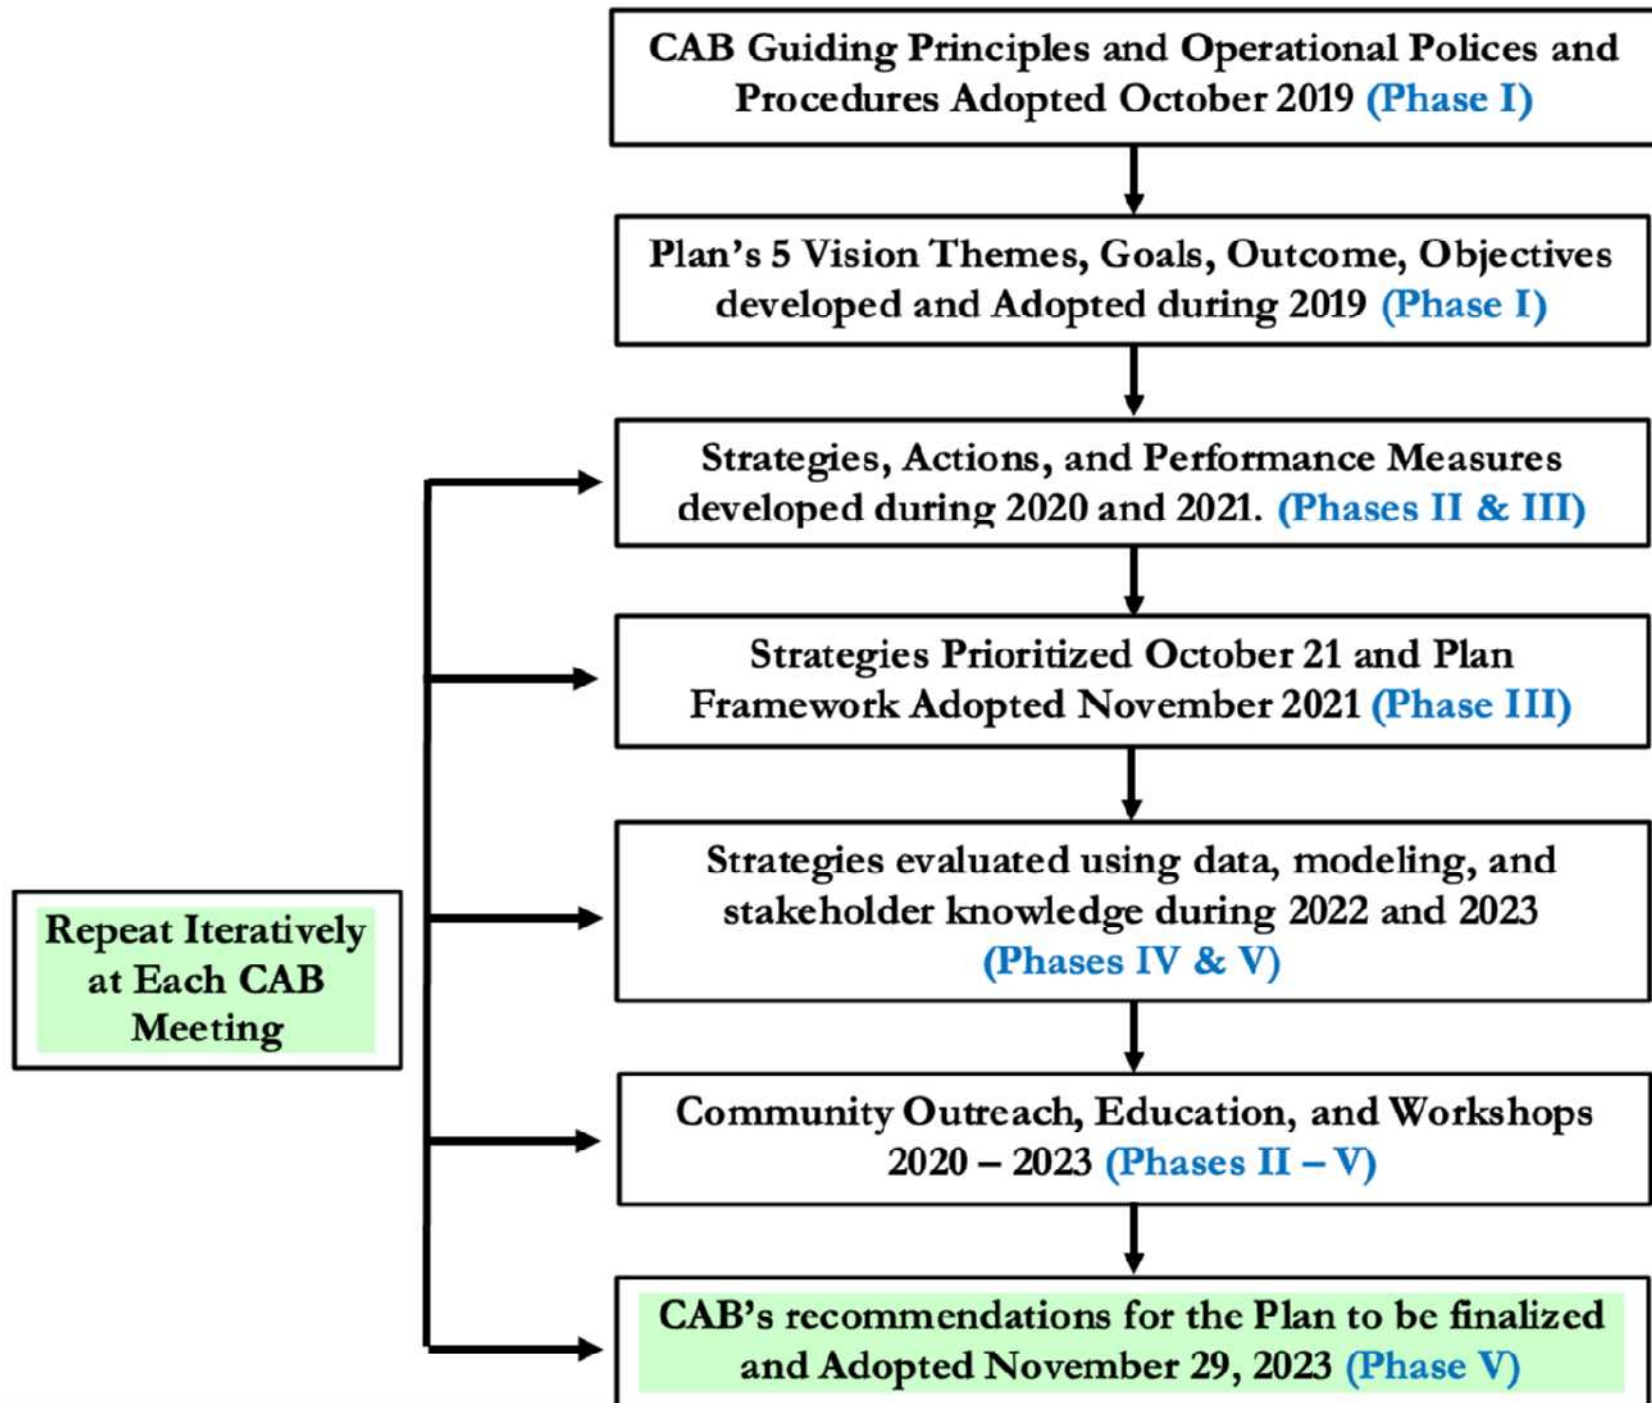 CAB Guiding Principles and Operational Polices and
Procedures Adopted October 2019 (Phase I)
Plan's 5 Vision Themes, Goals, Outcome, Objectives
developed and Adopted during 2019 (Phase I)
Strategies, Actions, and Performance Measures
developed during 2020 and 2021. (Phases II & III)
Strategies Prioritized October 21 and Plan
Framework Adopted November 2021 (Phase III)
Strategies evaluated using data, modeling, and
stakeholder knowledge during 2022 and 2023
(Phases IV & V)
Repeat Iteratively
at Each CAB
Meeting
Community Outreach, Education, and Workshops
2020 – 2023 (Phases II – V)
CAB's recommendations for the Plan to be finalized
and Adopted November 29, 2023 (Phase V)